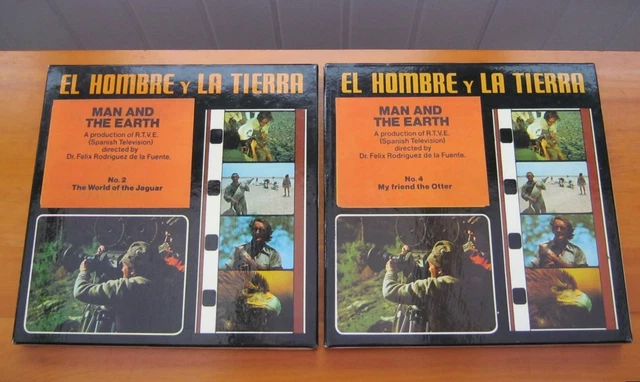 EL HOMBRE Y LA TIERRA
MAN AND
THE EARTH
A production of R.T.V.E.
(Spanish Television)
directed by
Dr. Felix Rodriguez de la Fuente.
No. 2
The World of the Jaguar
EL HOMBRE Y LA TIERRA
MAN AND
THE EARTH
A production of R.T.V.E.
(Spanish Television)
directed by
Dr. Felix Rodriguez de la Fuente.
No. 4
My friend the Otter